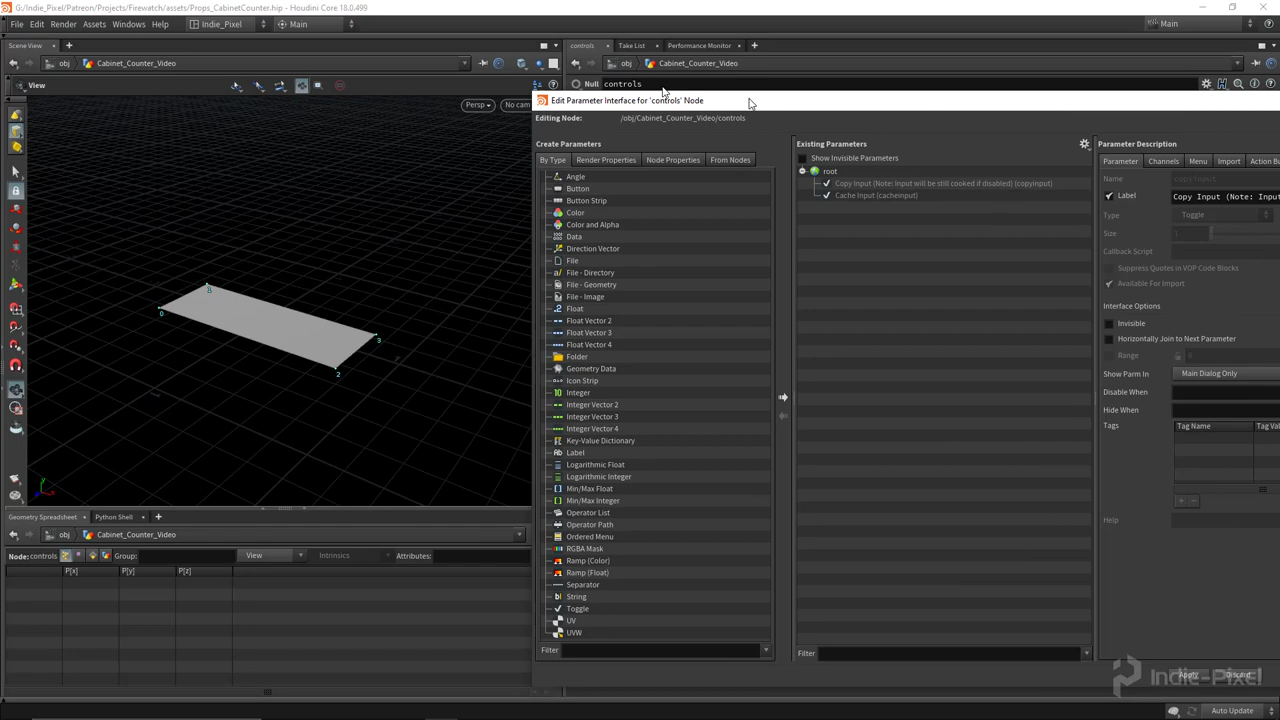 G:/Indie_Pixel/Patreon/Projects/Firewatch/assets/Props_CabinetCounter.hip - Houdini Core 18.0.499
File Edit Render Assets Windows Help Indie_Pixel Main Main
Scene View controls Take List Performance Monitor
obj Cabinet_Counter_Video obj Cabinet_Counter_Video
View Null controls
Persp No cam
Edit Parameter Interface for 'controls' Node
Editing Node: /obj/Cabinet_Counter_Video/controls
Create Parameters Existing Parameters Parameter Description
By Type Render Properties Node Properties From Nodes
Show Invisible Parameters
root
Copy Input (Note: Input will be still cooked if disabled) (copyinput)
Cache Input (cacheinput)
Parameter Channels Menu Import Action Bu
Name copyinput
Label Copy Input (Note: Input
Type Toggle
Size 1
Callback Script
Suppress Quotes in VOP Code Blocks
Available For Import
Interface Options
Invisible
Horizontally Join to Next Parameter
Range 0
Show Parm In Main Dialog Only
Disable When
Hide When
Tags Tag Name Tag Val
Help
Angle
Button
Button Strip
Color
Color and Alpha
Data
Direction Vector
File
File - Directory
File - Geometry
File - Image
Float
Float Vector 2
Float Vector 3
Float Vector 4
Folder
Geometry Data
Icon Strip
Integer
Integer Vector 2
Integer Vector 3
Integer Vector 4
Key-Value Dictionary
Label
Logarithmic Float
Logarithmic Integer
Min/Max Float
Min/Max Integer
Operator List
Operator Path
Ordered Menu
RGBA Mask
Ramp (Color)
Ramp (Float)
Separator
String
Toggle
UV
UVW
Filter Filter
Apply Discard
Indie-Pixel
0 1 2 3
y x
Geometry Spreadsheet Python Shell
obj Cabinet_Counter_Video
Node: controls Group: View Intrinsics Attributes:
P[x] P[y] P[z]
Auto Update